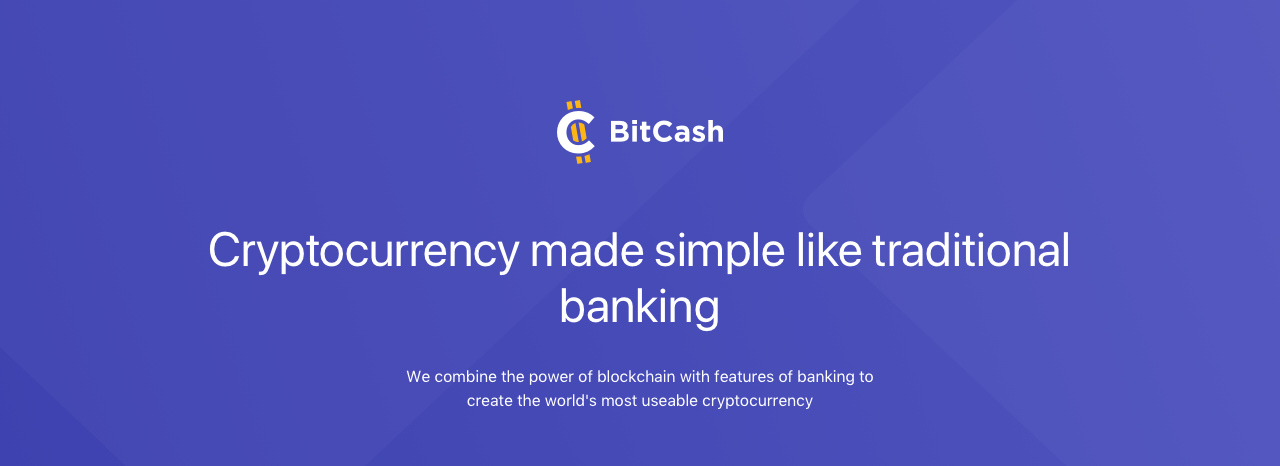 BitCash
Cryptocurrency made simple like traditional
banking
We combine the power of blockchain with features of banking to
create the world's most useable cryptocurrency